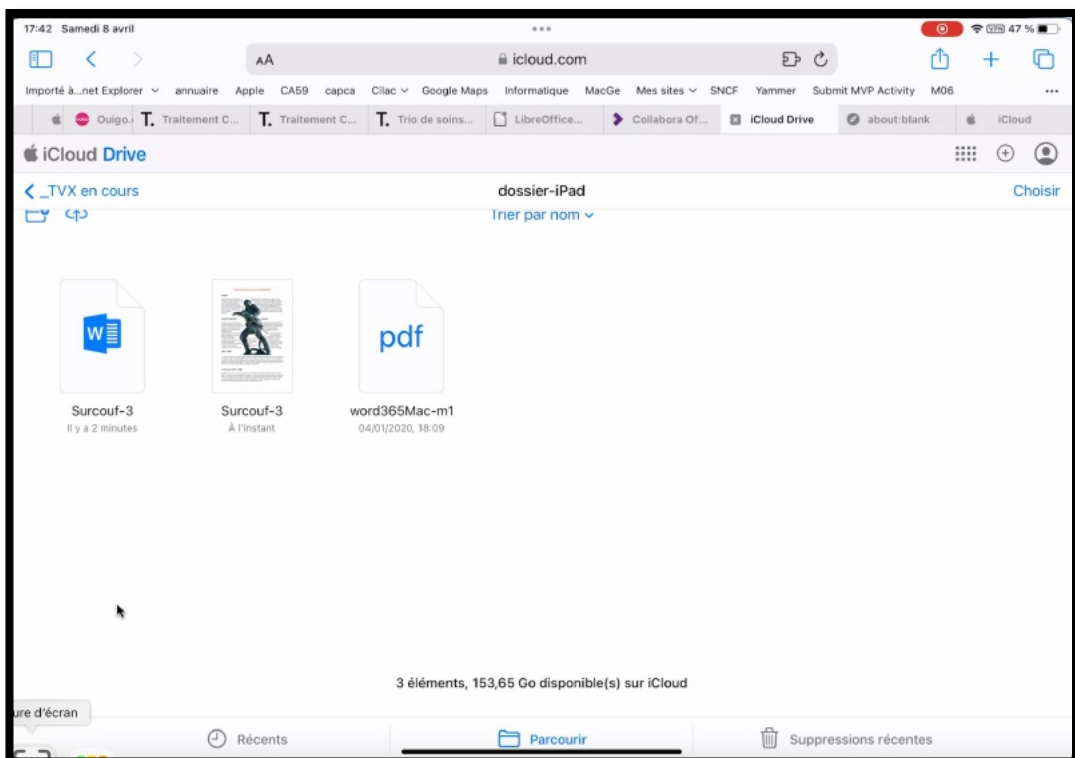 17:42 Samedi 8 avril
VPN 47 %
AA icloud.com
Importé à...net Explorer annuaire Apple CA59 capca Cilac Google Maps Informatique MacGe Mes sites SNCF Yammer Submit MVP Activity M06 ...
Ouigo. T. Traitement C... T. Traitement C... T. Trio de soins... LibreOffice... Collabora Of... iCloud Drive about:blank iCloud
iCloud Drive
_TVX en cours dossier-iPad Choisir
Trier par nom
W
pdf
Surcouf-3 Surcouf-3 word365Mac-m1
Il y a 2 minutes À l'instant 04/01/2020, 18:09
3 éléments, 153,65 Go disponible(s) sur iCloud
ure d'écran
Récents Parcourir Suppressions récentes